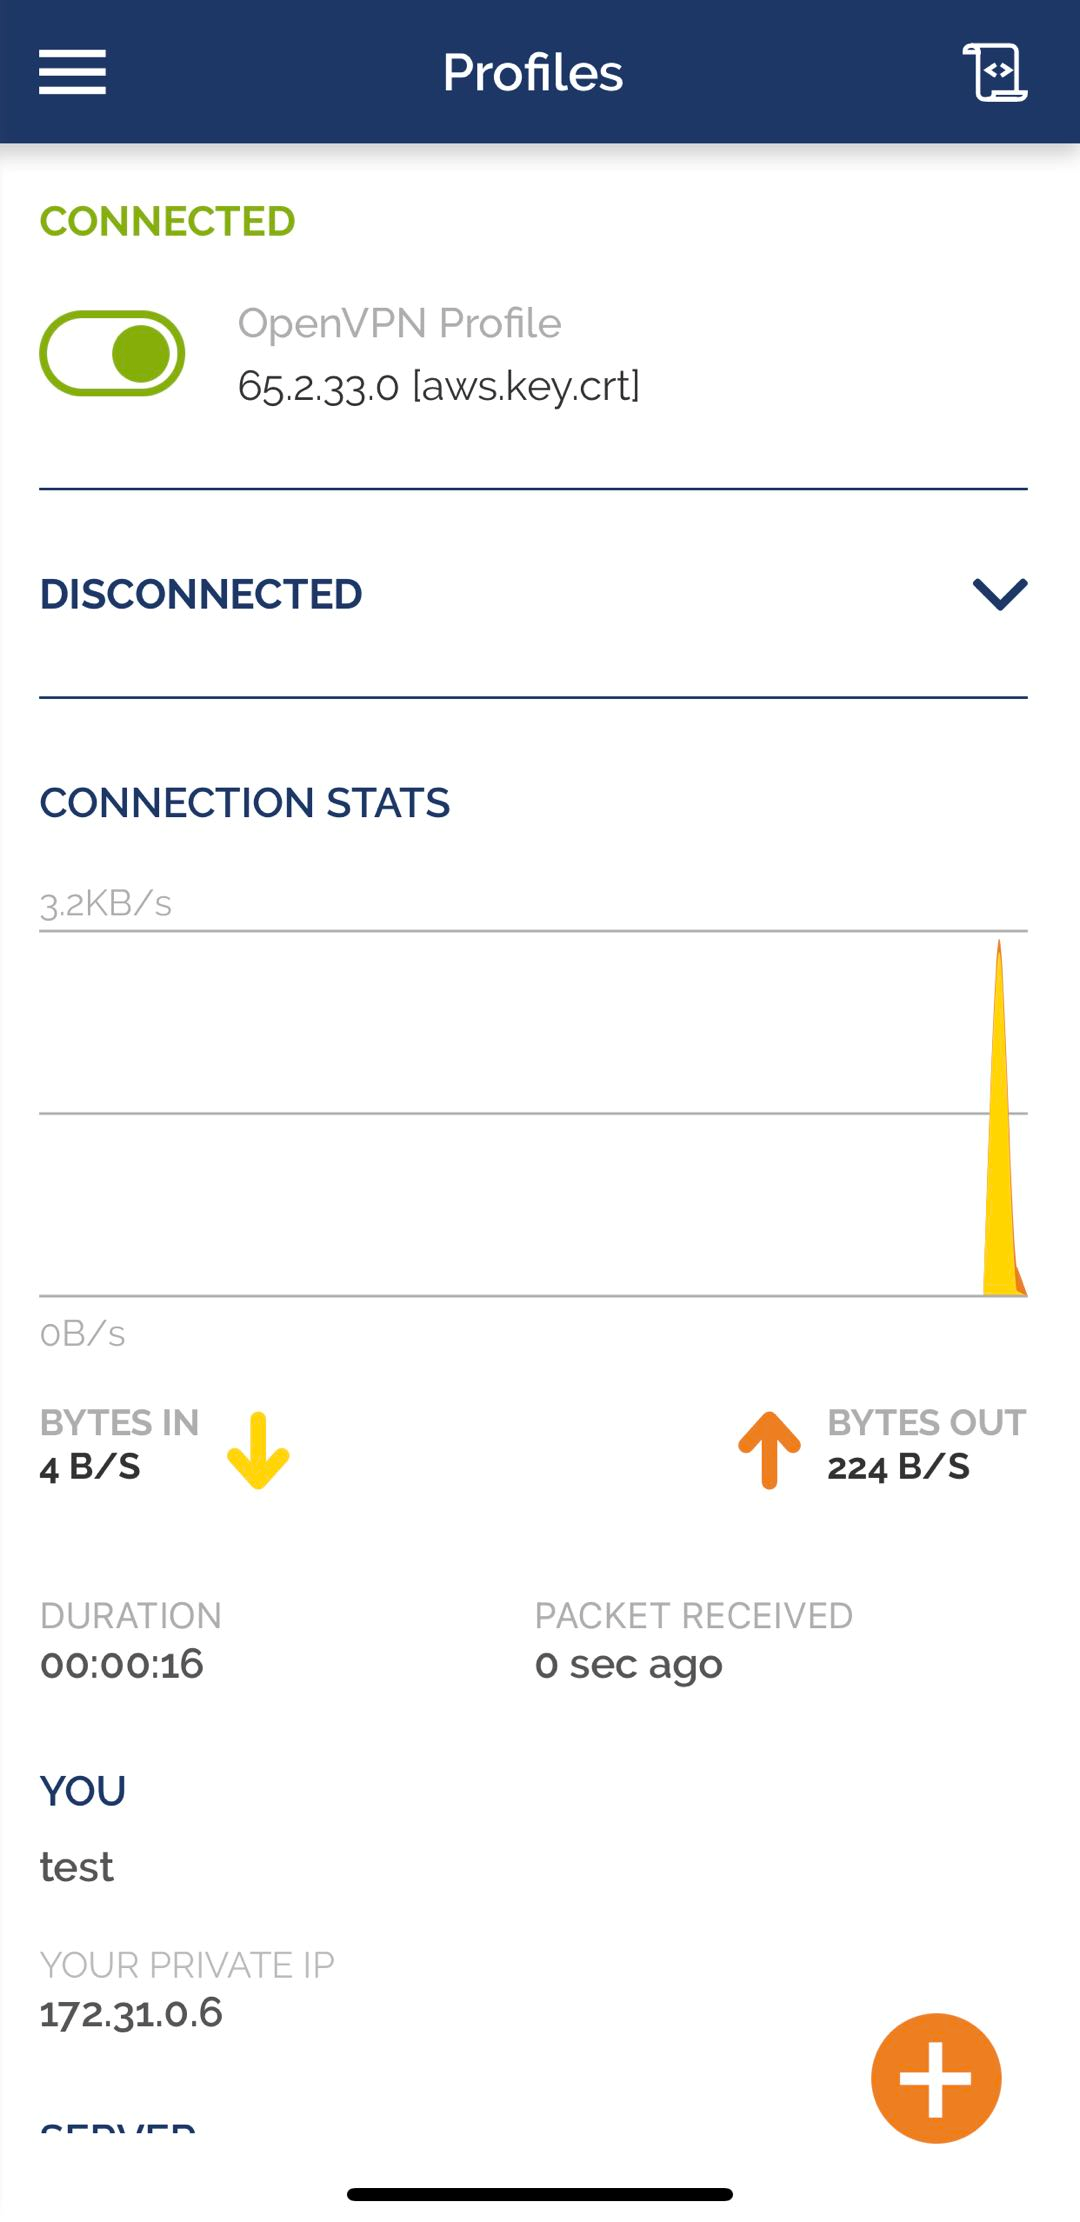 Profiles
CONNECTED
OpenVPN Profile
65.2.33.0 [aws.key.crt]
DISCONNECTED
CONNECTION STATS
3.2KB/s
0B/s
BYTES IN
4 B/S
BYTES OUT
224 B/S
DURATION
00:00:16
PACKET RECEIVED
0 sec ago
YOU
test
YOUR PRIVATE IP
172.31.0.6
SERVER